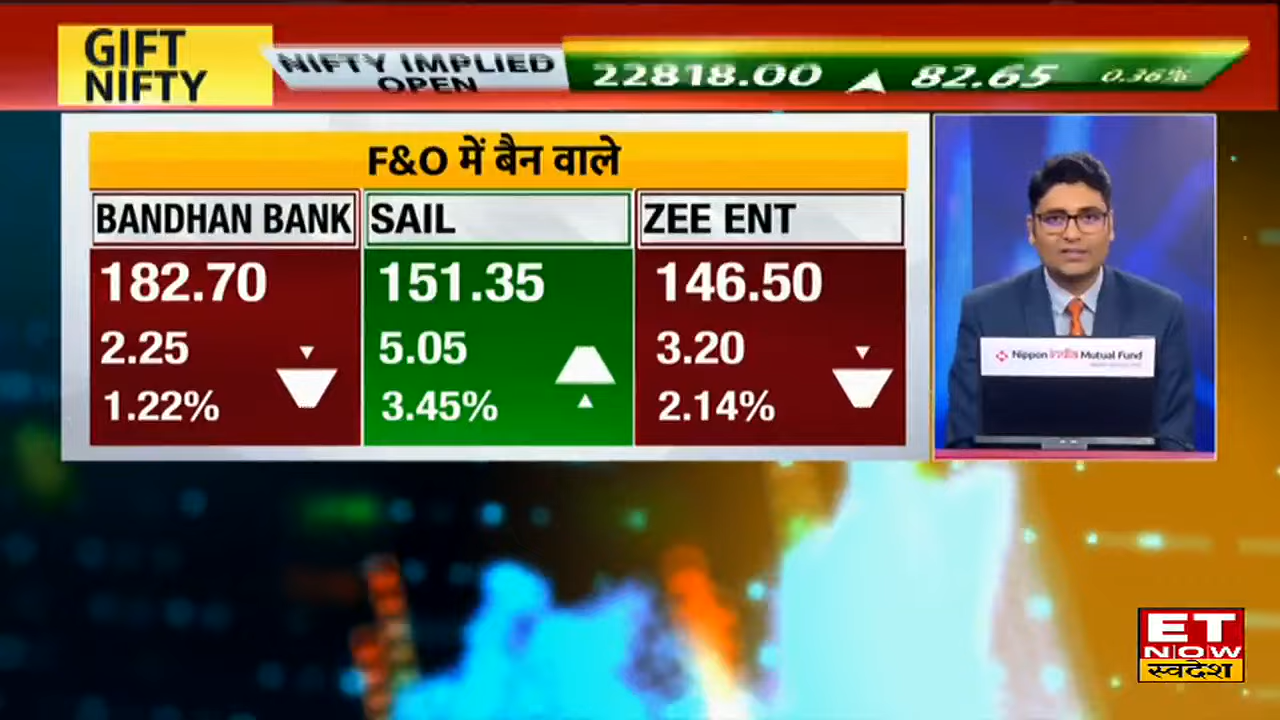 GIFT
NIFTY
NIFTY IMPLIED
OPEN
22818.00 82.65 0.36%
F&O में बैन वाले
BANDHAN BANK SAIL ZEE ENT
182.70 151.35 146.50
2.25 5.05 3.20
1.22% 3.45% 2.14%
Nippon India Mutual Fund
ET
NOW
स्वदेश